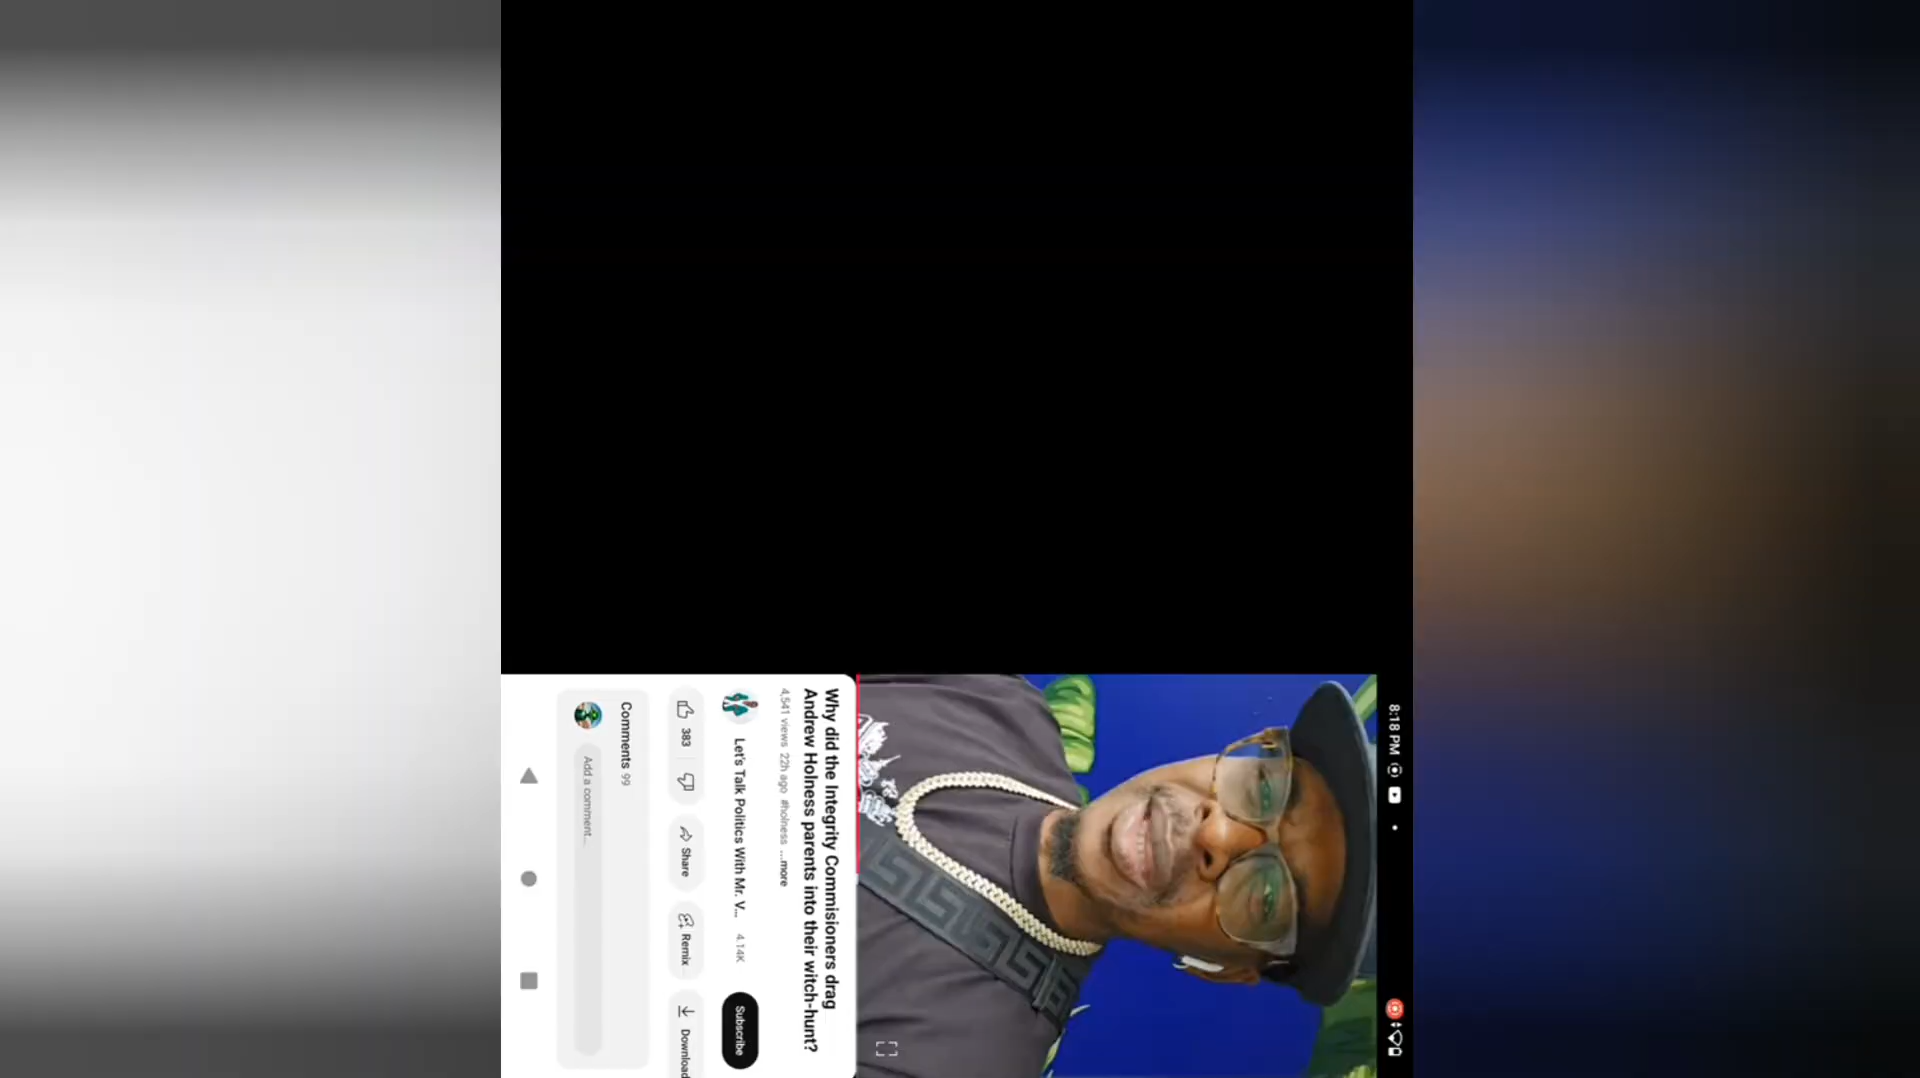 8:18 PM
Why did the Integrity Commisioners drag
Andrew Holness parents into their witch-hunt?
4,541 views 22h ago #holness ...more
Let's Talk Politics With Mr. V... 4.14K Subscribe
383 Share Remix Download
Comments 99
Add a comment...